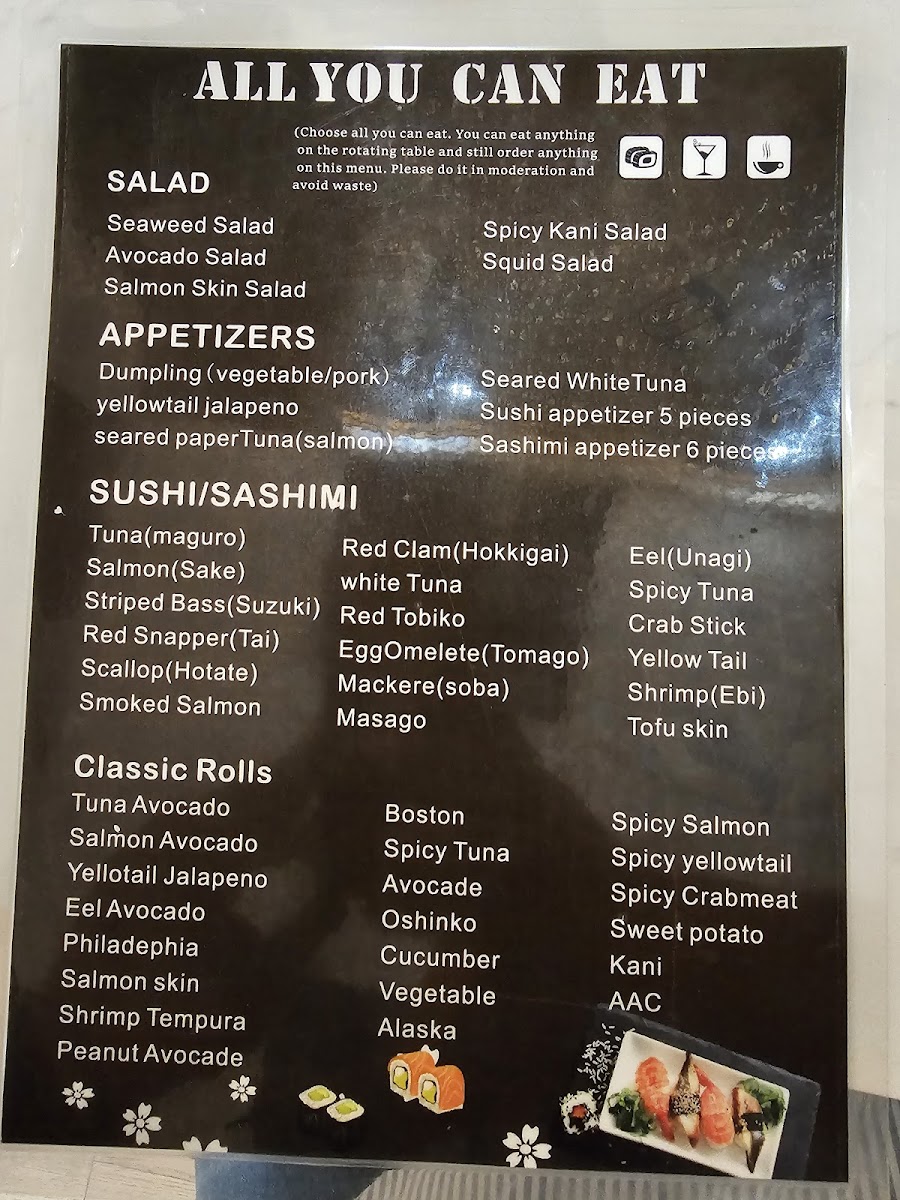 ALL YOU CAN EAT
(Choose all you can eat. You can eat anything
on the rotating table and still order anything
on this menu. Please do it in moderation and
avoid waste)
SALAD
Seaweed Salad
Avocado Salad
Salmon Skin Salad
Spicy Kani Salad
Squid Salad
APPETIZERS
Dumpling（vegetable/pork）
yellowtail jalapeno
seared paperTuna(salmon)
Seared WhiteTuna
Sushi appetizer 5 pieces
Sashimi appetizer 6 pieces
SUSHI/SASHIMI
Tuna(maguro)
Salmon(Sake)
Striped Bass(Suzuki)
Red Snapper(Tai)
Scallop(Hotate)
Smoked Salmon
Red Clam(Hokkigai)
white Tuna
Red Tobiko
EggOmelete(Tomago)
Mackere(soba)
Masago
Eel(Unagi)
Spicy Tuna
Crab Stick
Yellow Tail
Shrimp(Ebi)
Tofu skin
Classic Rolls
Tuna Avocado
Salmon Avocado
Yellotail Jalapeno
Eel Avocado
Philadephia
Salmon skin
Shrimp Tempura
Peanut Avocade
Boston
Spicy Tuna
Avocade
Oshinko
Cucumber
Vegetable
Alaska
Spicy Salmon
Spicy yellowtail
Spicy Crabmeat
Sweet potato
Kani
AAC